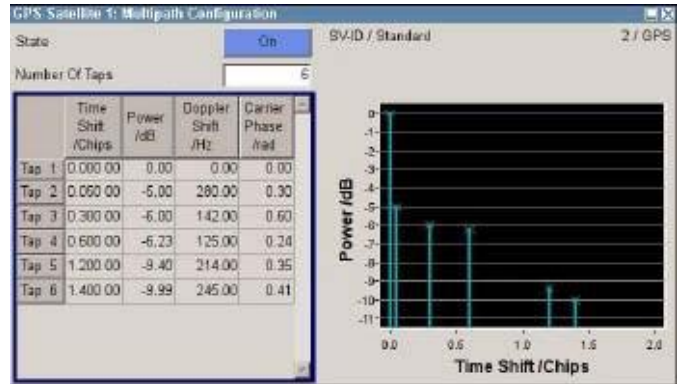 GPS Satellite 1: Multipath Configuration
State On
Number Of Taps 6
Time Shift /Chips Power /dB Doppler Shift /Hz Carrier Phase /rad
Tap 1 0.000 00 0.00 0.00 0.00
Tap 2 0.050 00 -5.00 280.00 0.30
Tap 3 0.300 00 -6.00 142.00 0.60
Tap 4 0.600 00 -6.23 125.00 0.24
Tap 5 1.200 00 -9.40 214.00 0.35
Tap 6 1.400 00 -9.99 245.00 0.41
SV-ID / Standard 2 / GPS
Power /dB
0
-1
-2
-3
-4
-5
-6
-7
-8
-9
-10
-11
0.0 0.5 1.0 1.5 2.0
Time Shift /Chips